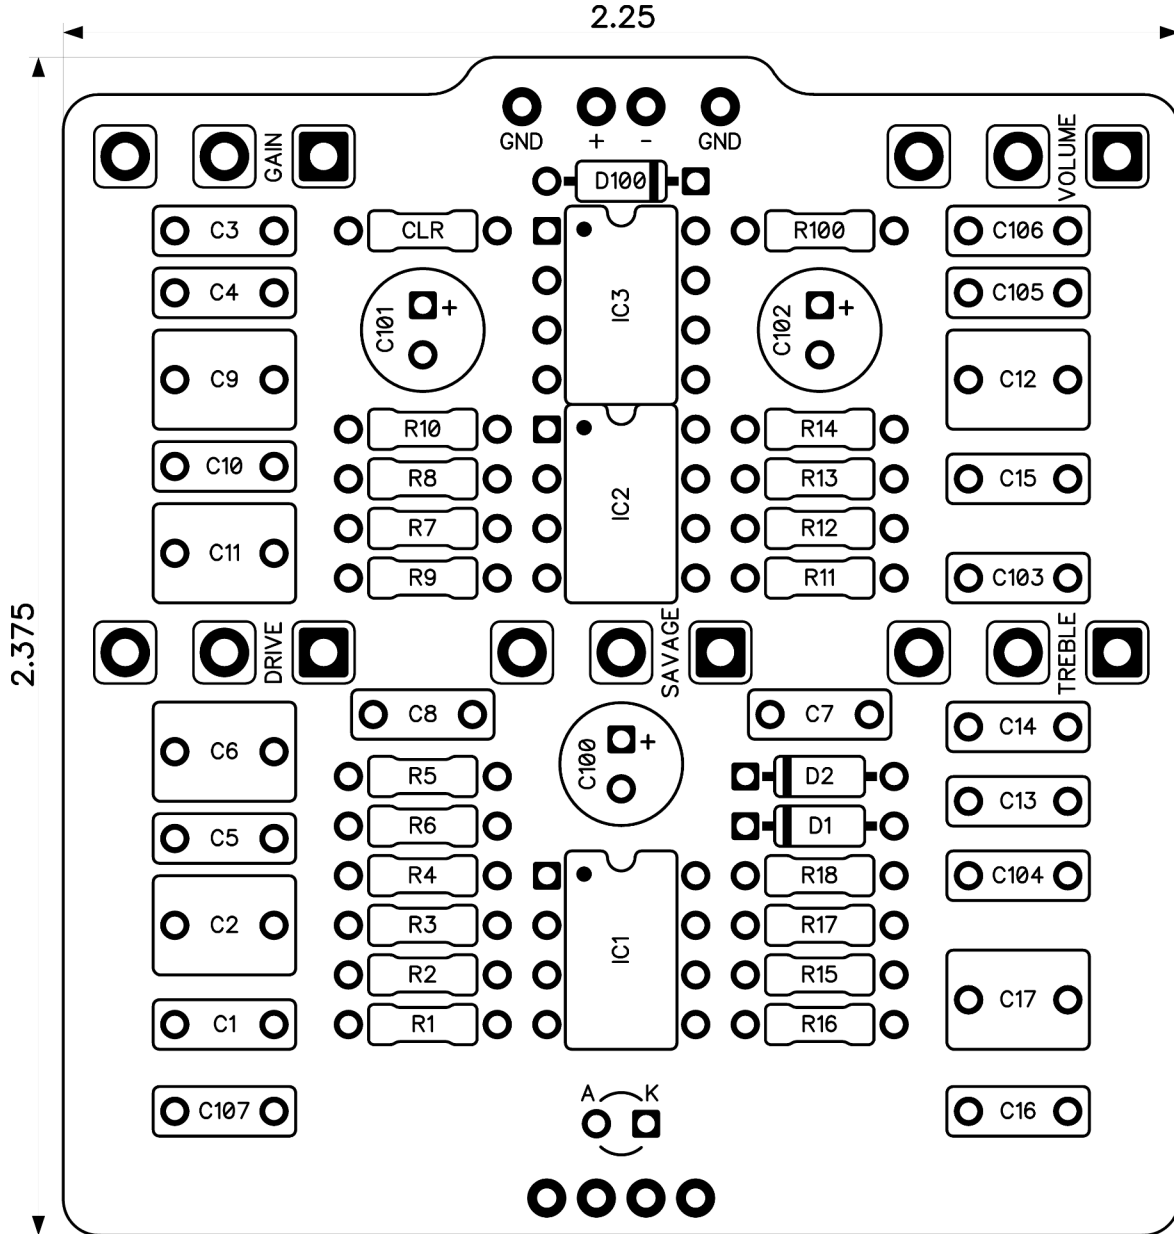 2.25
GND + - GND
GAIN
VOLUME
D100
C3 CLR R100 C106
C4 C105
C101 + IC3 C102 +
C9 C12
R10 R14
C10 R8 R13 C15
IC2
C11 R7 R12
R9 R11 C103
2.375
DRIVE SAVAGE TREBLE
C8 C7 C14
C6 C100 +
R5 D2
C13
C5 R6 D1
R4 R18 C104
C2 R3 IC1 R17
R2 R15
C17
C1 R1 R16
A K
C107 C16